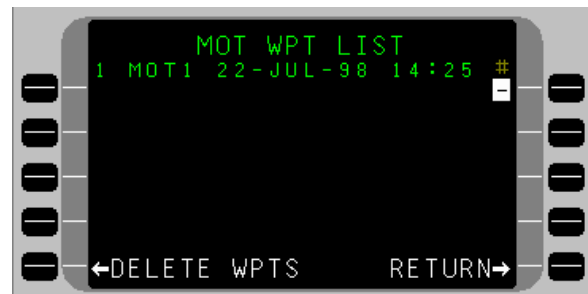 MOT WPT LIST
1 MOT1 22-JUL-98 14:25 #
-
←DELETE WPTS RETURN→